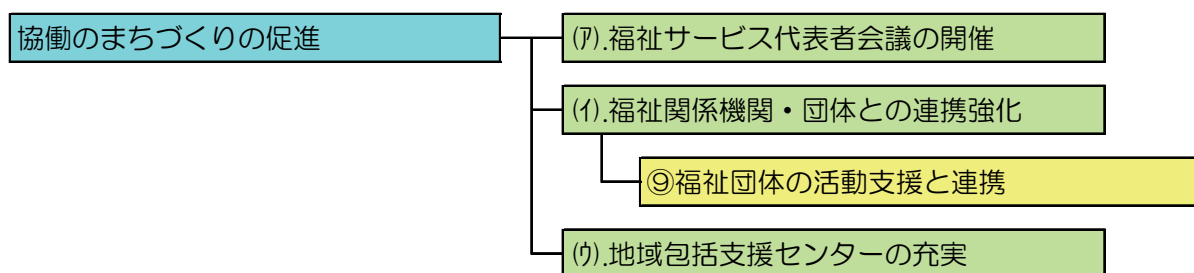 協働のまちづくりの促進
(ｱ).福祉サービス代表者会議の開催
(ｲ).福祉関係機関・団体との連携強化
⑨福祉団体の活動支援と連携
(ｳ).地域包括支援センターの充実